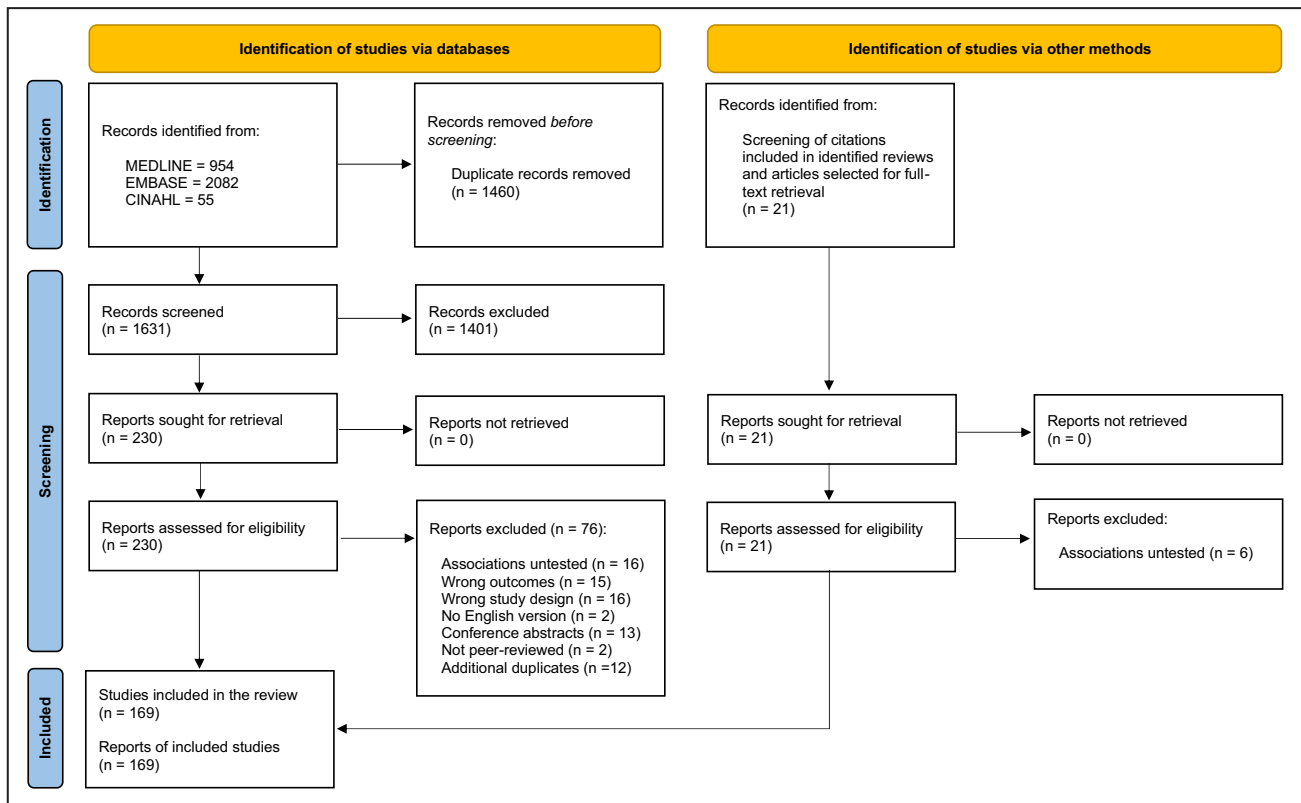 Identification of studies via databases
Identification of studies via other methods
Identification
Records identified from:
MEDLINE = 954
EMBASE = 2082
CINAHL = 55
Records removed before
screening:
Duplicate records removed
(n = 1460)
Records identified from:
Screening of citations
included in identified reviews
and articles selected for full-
text retrieval
(n = 21)
Screening
Records screened
(n = 1631)
Records excluded
(n = 1401)
Reports sought for retrieval
(n = 230)
Reports not retrieved
(n = 0)
Reports sought for retrieval
(n = 21)
Reports not retrieved
(n = 0)
Reports assessed for eligibility
(n = 230)
Reports excluded (n = 76):
Associations untested (n = 16)
Wrong outcomes (n = 15)
Wrong study design (n = 16)
No English version (n = 2)
Conference abstracts (n = 13)
Not peer-reviewed (n = 2)
Additional duplicates (n =12)
Reports assessed for eligibility
(n = 21)
Reports excluded:
Associations untested (n = 6)
Included
Studies included in the review
(n = 169)
Reports of included studies
(n = 169)